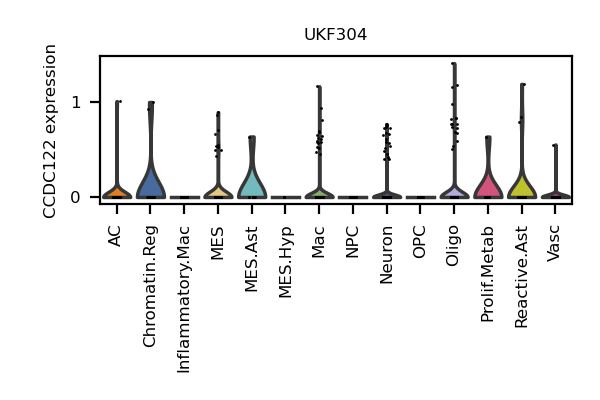 UKF304
CCDC122 expression
1
0
AC
Chromatin.Reg
Inflammatory.Mac
MES
MES.Ast
MES.Hyp
Mac
NPC
Neuron
OPC
Oligo
Prolif.Metab
Reactive.Ast
Vasc